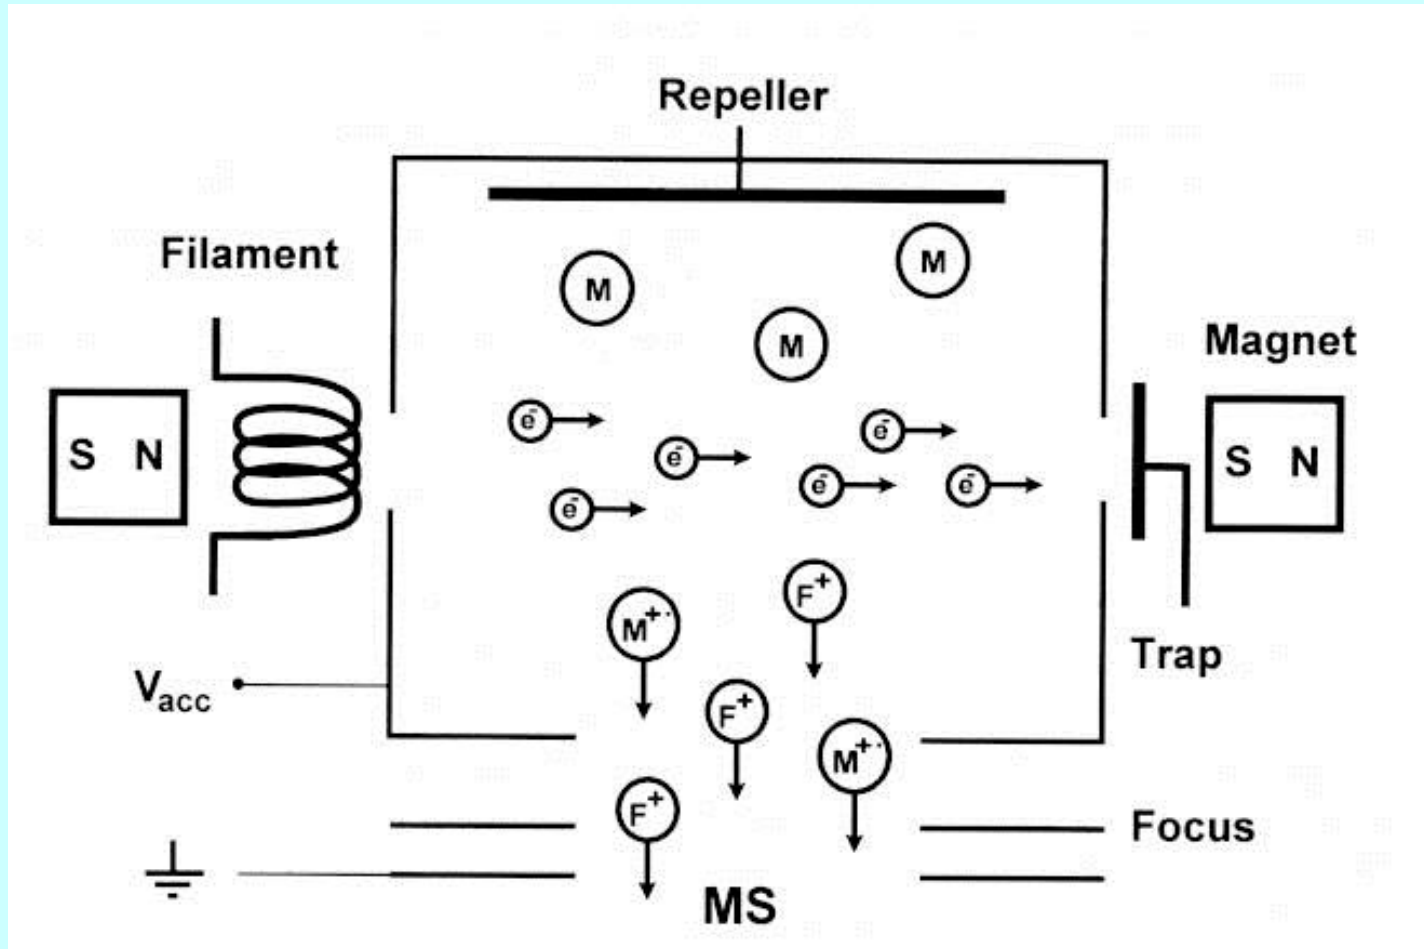 Repeller
Filament
M
M
M
Magnet
S N
S N
e⁻
e⁻
e⁻
e⁻
e⁻
e⁻
F⁺
M⁺·
Trap
Vacc
F⁺
M⁺·
F⁺
Focus
MS